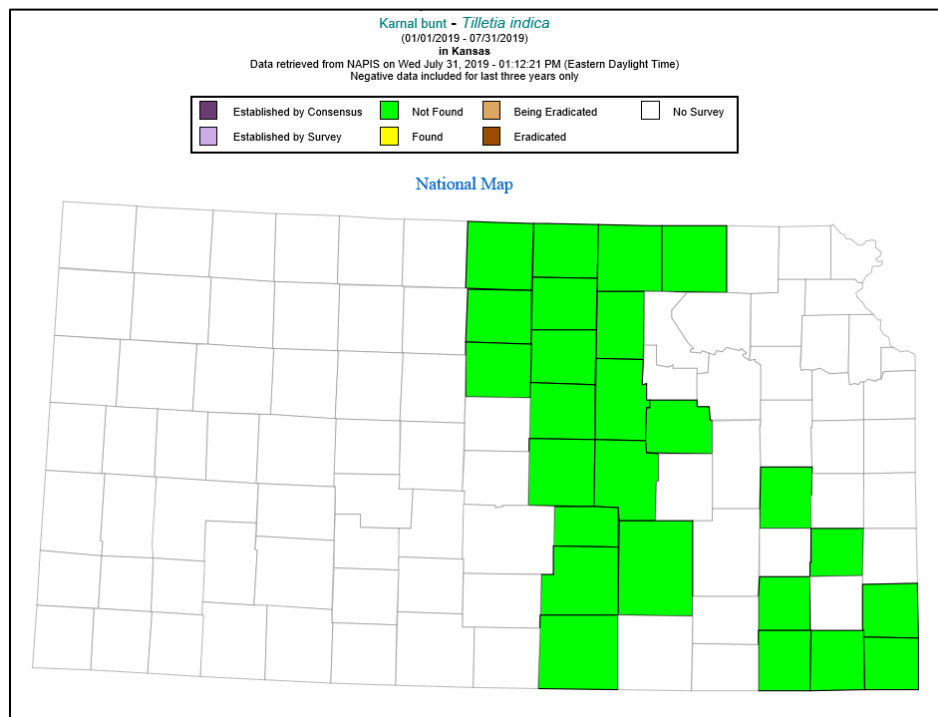 Karnal bunt - Tilletia indica
(01/01/2019 - 07/31/2019)
in Kansas
Data retrieved from NAPIS on Wed July 31, 2019 - 01:12:21 PM (Eastern Daylight Time)
Negative data included for last three years only
Established by Consensus Not Found Being Eradicated No Survey
Established by Survey Found Eradicated
National Map